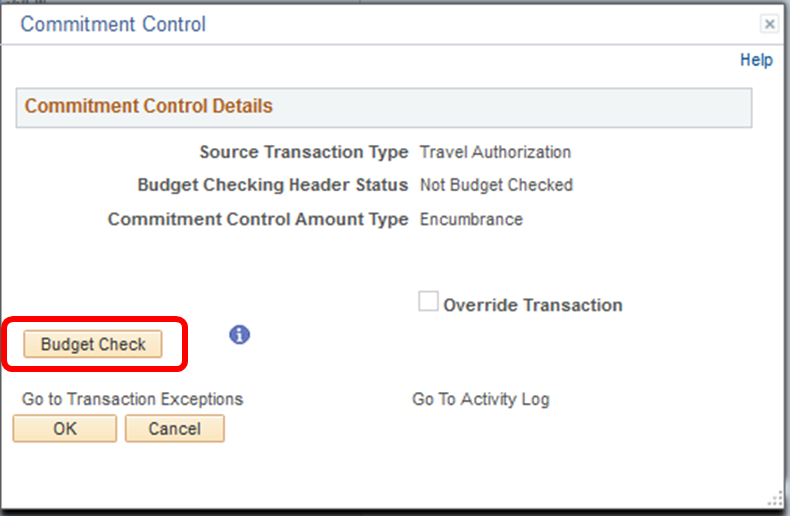 Commitment Control
Help
Commitment Control Details
Source Transaction Type Travel Authorization
Budget Checking Header Status Not Budget Checked
Commitment Control Amount Type Encumbrance
Override Transaction
Budget Check
Go to Transaction Exceptions Go To Activity Log
OK Cancel